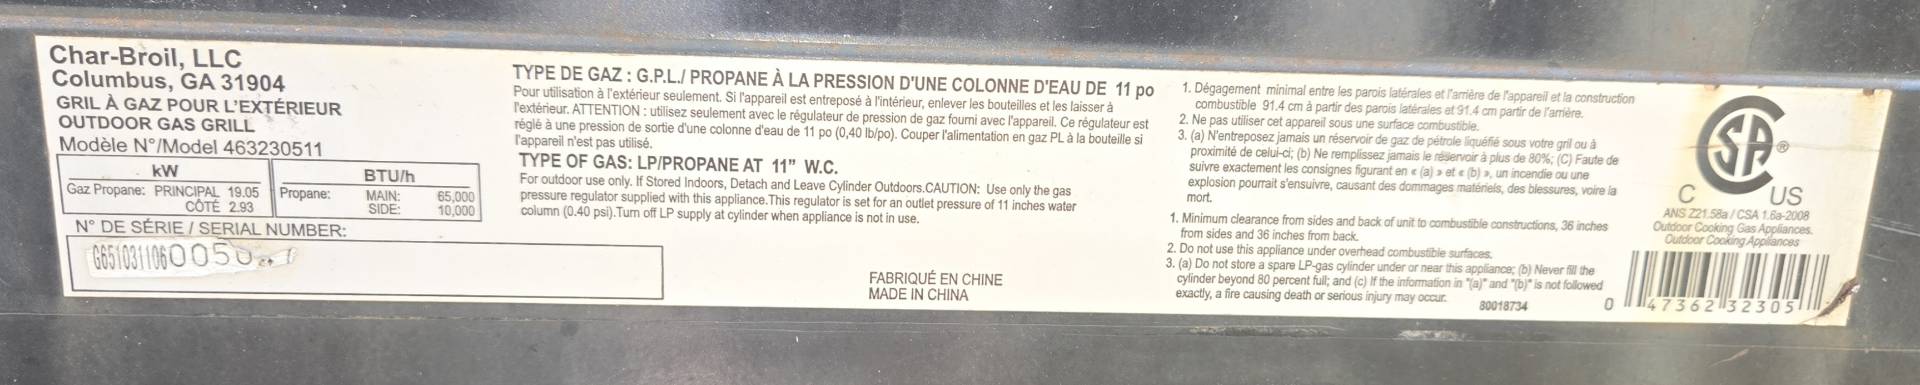 Char-Broil, LLC
Columbus, GA 31904
GRIL À GAZ POUR L'EXTÉRIEUR
OUTDOOR GAS GRILL
Modèle N°/Model 463230511
kW
Gaz Propane: PRINCIPAL 19.05
CÔTÉ 2.93
BTU/h
Propane: MAIN: 65,000
SIDE: 10,000
N° DE SÉRIE / SERIAL NUMBER:
G651031106005
TYPE DE GAZ : G.P.L./ PROPANE À LA PRESSION D'UNE COLONNE D'EAU DE 11 po
Pour utilisation à l'extérieur seulement. Si l'appareil est entreposé à l'intérieur, enlever les bouteilles et les laisser à
l'extérieur. ATTENTION : utilisez seulement avec le régulateur de pression de gaz fourni avec l'appareil. Ce régulateur est
réglé à une pression de sortie d'une colonne d'eau de 11 po (0,40 lb/po). Couper l'alimentation en gaz PL à la bouteille si
l'appareil n'est pas utilisé.
TYPE OF GAS: LP/PROPANE AT 11" W.C.
For outdoor use only. If Stored Indoors, Detach and Leave Cylinder Outdoors.CAUTION: Use only the gas
pressure regulator supplied with this appliance.This regulator is set for an outlet pressure of 11 inches water
column (0.40 psi).Turn off LP supply at cylinder when appliance is not in use.
FABRIQUÉ EN CHINE
MADE IN CHINA
1. Dégagement minimal entre les parois latérales et l'arrière de l'appareil et la construction
combustible 91.4 cm à partir des parois latérales et 91.4 cm partir de l'arrière.
2. Ne pas utiliser cet appareil sous une surface combustible.
3. (a) N'entreposez jamais un réservoir de gaz de pétrole liquéfié sous votre gril ou à
proximité de celui-ci; (b) Ne remplissez jamais le réservoir à plus de 80%; (C) Faute de
suivre exactement les consignes figurant en « (a) » et « (b) », un incendie ou une
explosion pourrait s'ensuivre, causant des dommages matériels, des blessures, voire la
mort.
1. Minimum clearance from sides and back of unit to combustible constructions, 36 inches
from sides and 36 inches from back.
2. Do not use this appliance under overhead combustible surfaces.
3. (a) Do not store a spare LP-gas cylinder under or near this appliance; (b) Never fill the
cylinder beyond 80 percent full; and (c) If the information in "(a)" and "(b)" is not followed
exactly, a fire causing death or serious injury may occur.
80018734
SA ®
C US
ANS Z21.58a / CSA 1.6a-2008
Outdoor Cooking Gas Appliances.
Outdoor Cooking Appliances
0 47362 32305